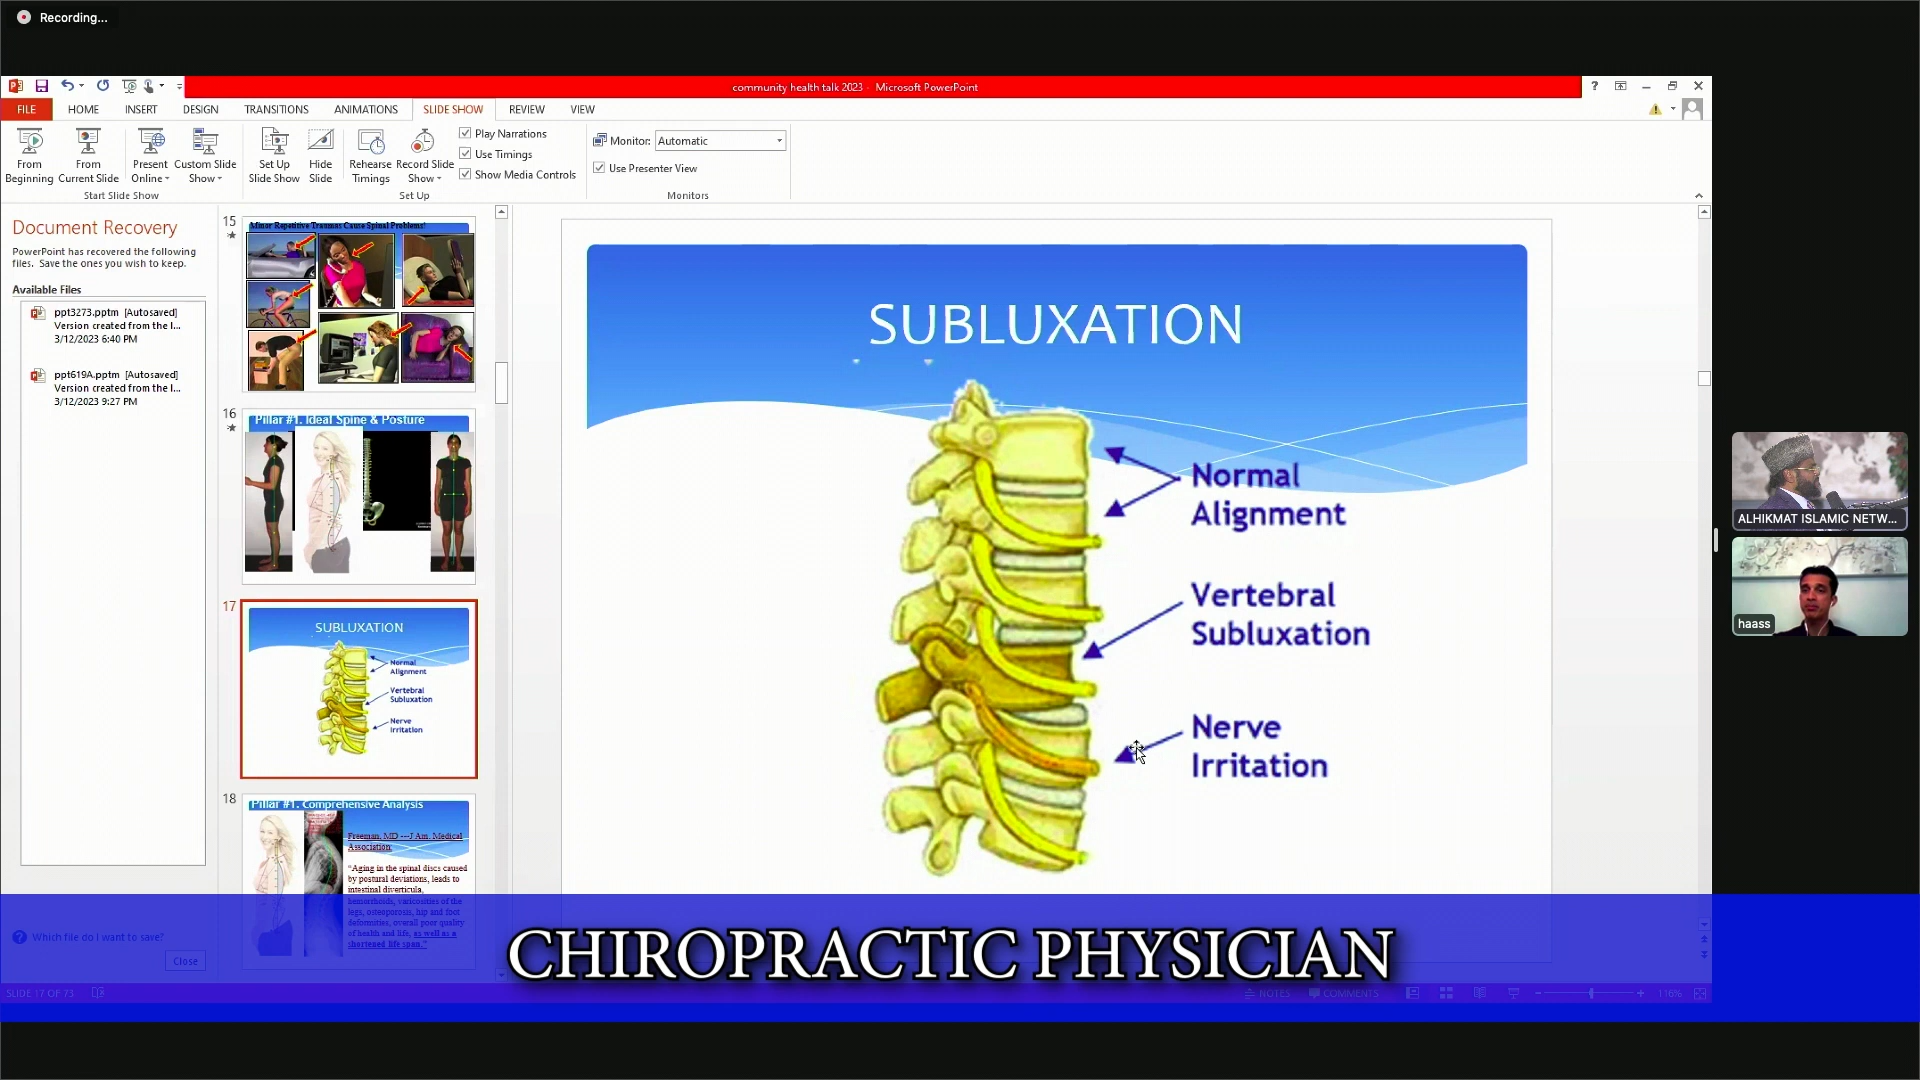 Recording...
community health talk 2023 - Microsoft PowerPoint
FILE
HOME
INSERT
DESIGN
TRANSITIONS
ANIMATIONS
SLIDE SHOW
REVIEW
VIEW
From
Beginning
From
Current Slide
Present
Online
Custom Slide
Show
Start Slide Show
Set Up
Slide Show
Hide
Slide
Rehearse
Timings
Record Slide
Show
Play Narrations
Use Timings
Show Media Controls
Set Up
Monitor:
Automatic
Use Presenter View
Monitors
Document Recovery
PowerPoint has recovered the following
files. Save the ones you wish to keep.
Available Files
ppt3273.pptm [Autosaved]
Version created from the l...
3/12/2023 6:40 PM
ppt619A.pptm [Autosaved]
Version created from the l...
3/12/2023 9:27 PM
Which file do I want to save?
Close
15
Minor Repetitive Traumas Cause Spinal Problems!
16
Pillar #1. Ideal Spine & Posture
17
SUBLUXATION
Normal
Alignment
Vertebral
Subluxation
Nerve
Irritation
18
Pillar #1. Comprehensive Analysis
Freeman, MD ---J Am. Medical
Association:
"Aging in the spinal discs caused
by postural deviations, leads to
intestinal diverticula,
hemorrhoids, varicosities of the
legs, osteoporosis, hip and foot
deformities, overall poor quality
of health and life, as well as a
shortened life span."
SUBLUXATION
Normal
Alignment
Vertebral
Subluxation
Nerve
Irritation
ALHIKMAT ISLAMIC NETW...
haass
CHIROPRACTIC PHYSICIAN
SLIDE 17 OF 73
NOTES
COMMENTS
116%